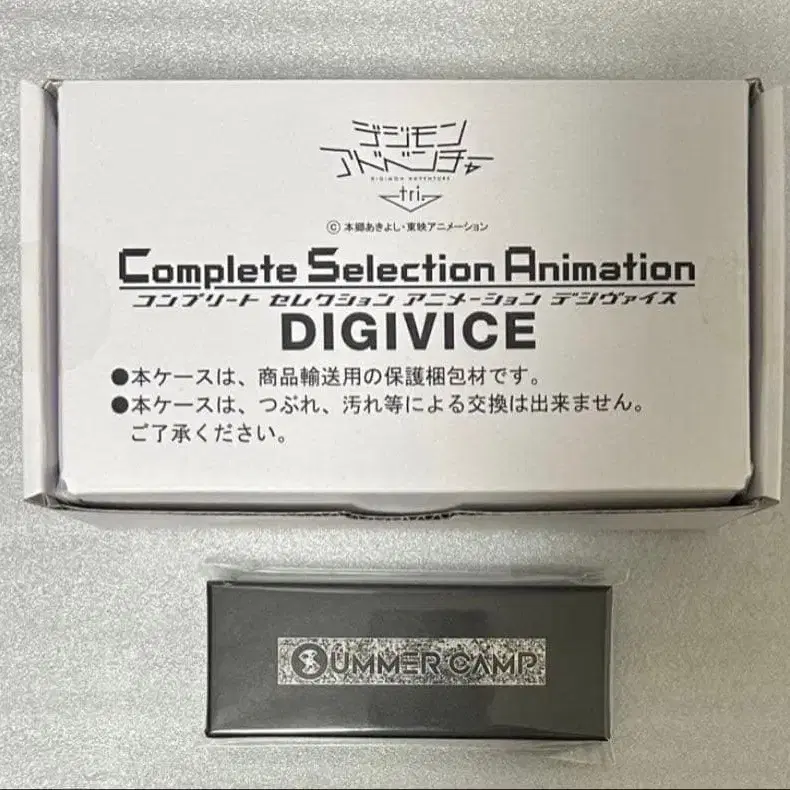 デジモン
アドベンチャー
DIGIMON ADVENTURE
tri.
© 本郷あきよし・東映アニメーション
Complete Selection Animation
コンプリート セレクション アニメーション デジヴァイス
DIGIVICE
●本ケースは、商品輸送用の保護梱包材です。
●本ケースは、つぶれ、汚れ等による交換は出来ません。
ご了承ください。
SUMMER CAMP